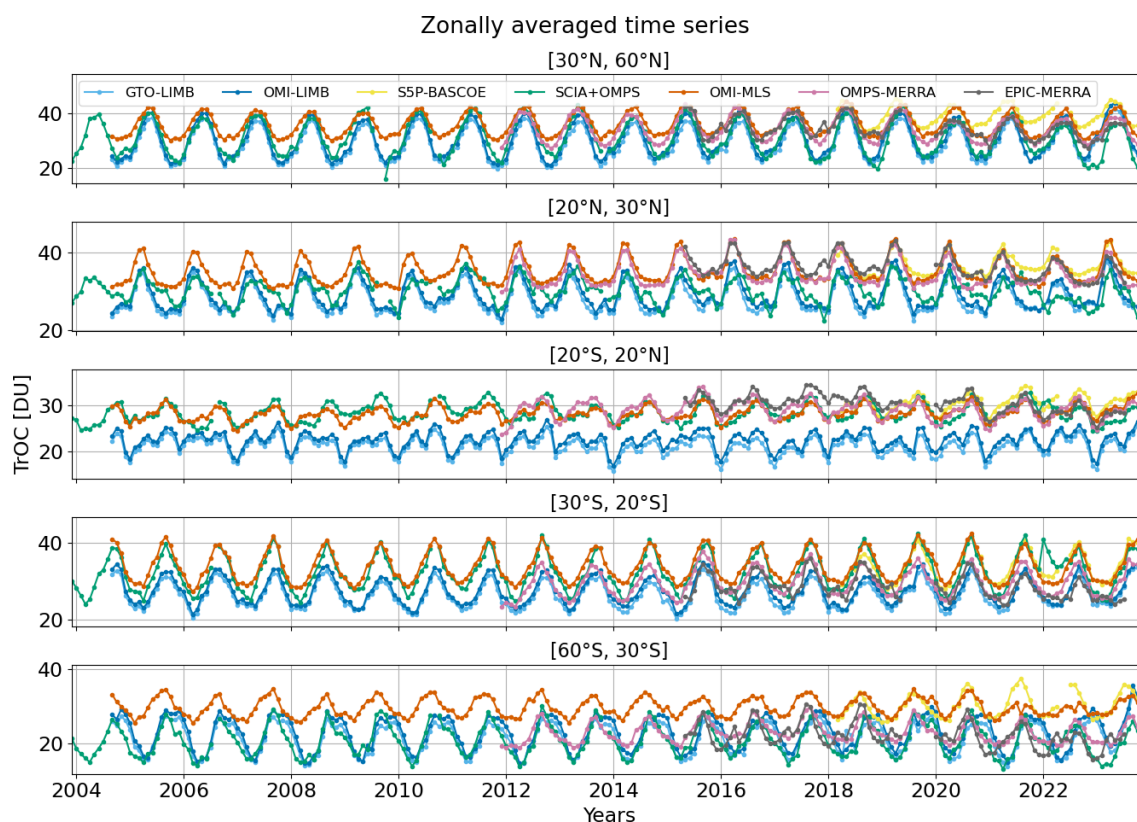 Zonally averaged time series
[30°N, 60°N]
GTO-LIMB OMI-LIMB S5P-BASCOE SCIA+OMPS OMI-MLS OMPS-MERRA EPIC-MERRA
40
20
[20°N, 30°N]
40
30
20
[20°S, 20°N]
30
20
TrOC [DU]
[30°S, 20°S]
40
30
20
[60°S, 30°S]
40
20
2004 2006 2008 2010 2012 2014 2016 2018 2020 2022
Years